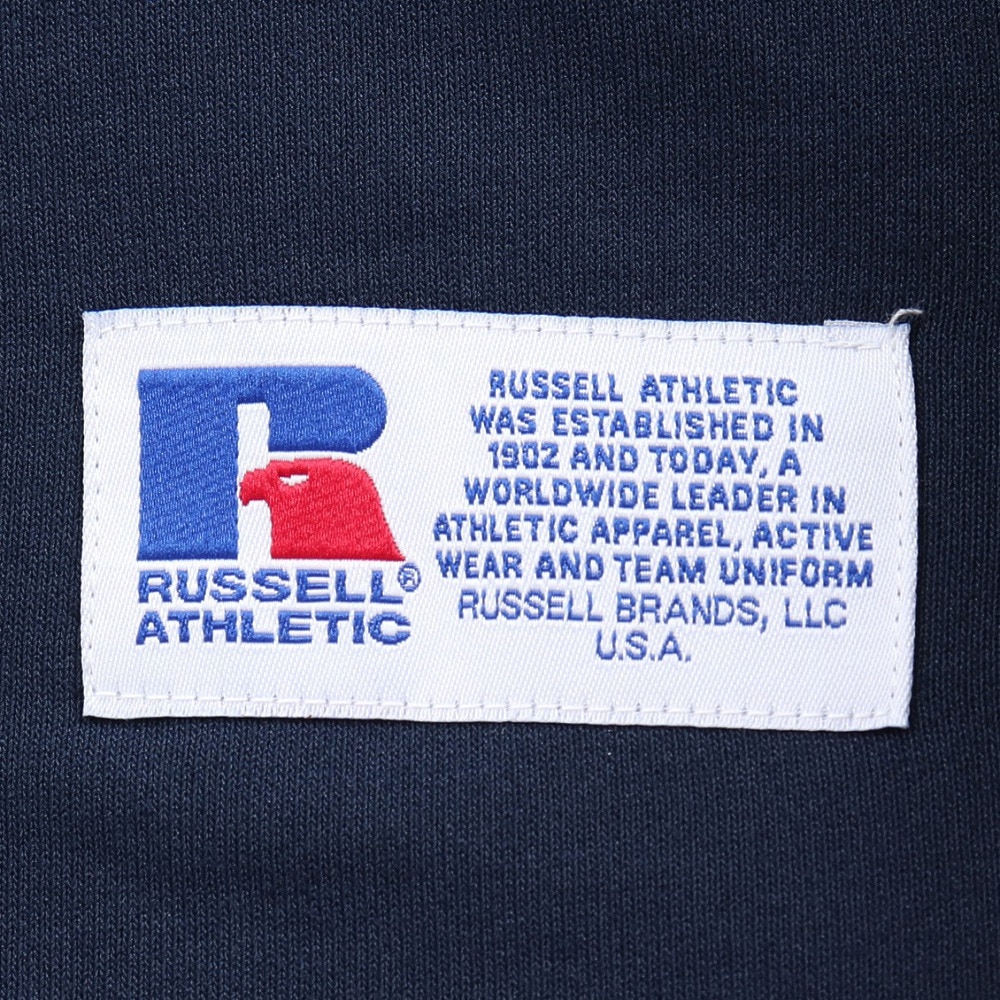 R
RUSSELL®
ATHLETIC
RUSSELL ATHLETIC
WAS ESTABLISHED IN
1902 AND TODAY, A
WORLDWIDE LEADER IN
ATHLETIC APPAREL, ACTIVE
WEAR AND TEAM UNIFORM
RUSSELL BRANDS, LLC
U.S.A.